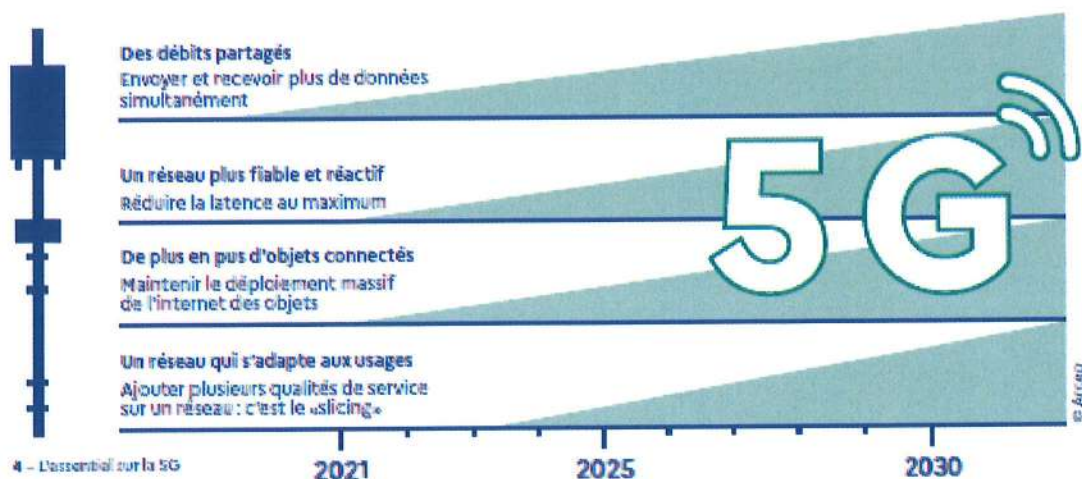 Des débits partagés
Envoyer et recevoir plus de données
simultanément
Un réseau plus fiable et réactif
Réduire la latence au maximum
De plus en pus d'objets connectés
Maintenir le déploiement massif
de l'internet des objets
Un réseau qui s'adapte aux usages
Ajouter plusieurs qualités de service
sur un réseau : c'est le «slicing»
5G
© Arcep
2021
2025
2030
4 – L'essentiel sur la 5G